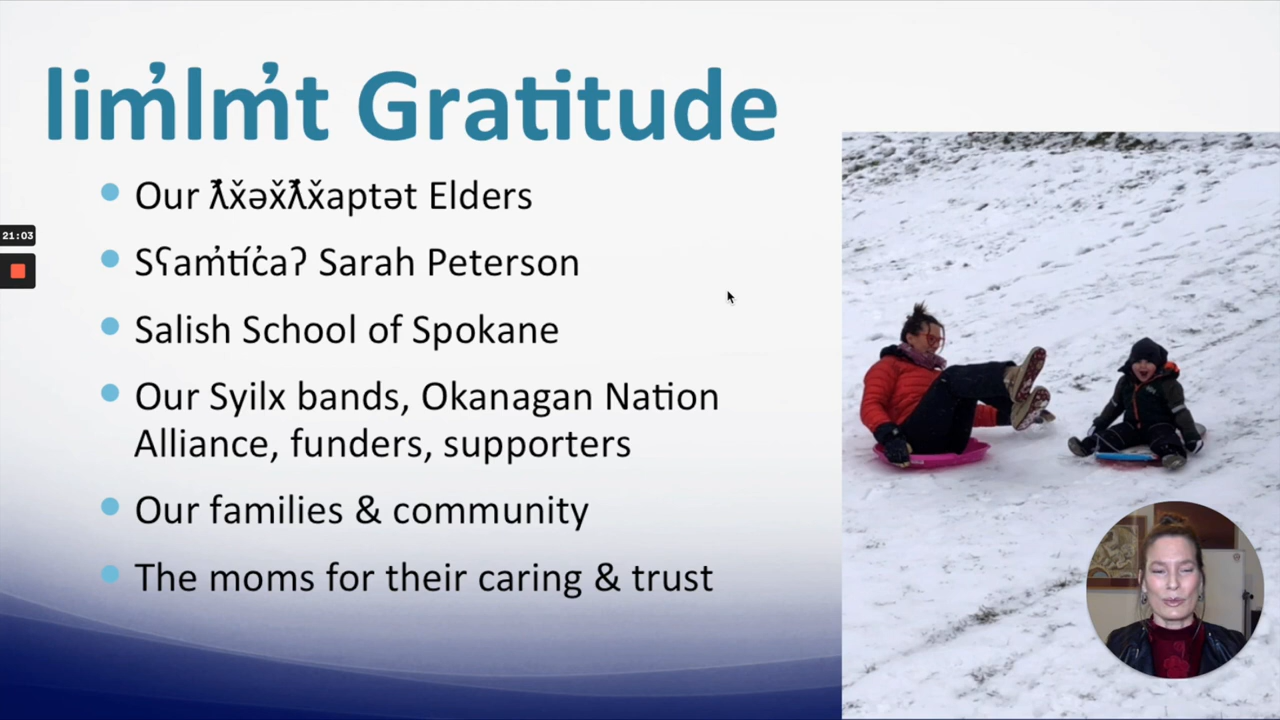 lim̓lm̓t Gratitude
Our ƛ̓x̌əx̌ƛ̓x̌aptət Elders
21:03
Sʕam̓tíc̓aʔ Sarah Peterson
Salish School of Spokane
Our Syilx bands, Okanagan Nation
Alliance, funders, supporters
Our families & community
The moms for their caring & trust